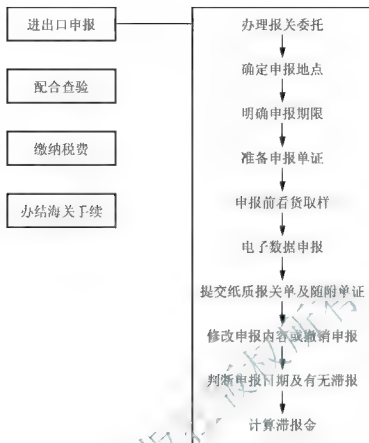 进出口申报
配合查验
缴纳税费
办结海关手续
办理报关委托
确定申报地点
明确申报期限
准备申报单证
申报前看货取样
电子数据申报
提交纸质报关单及随附单证
修改申报内容或撤销申报
判断申报日期及有无滞报
计算滞报金